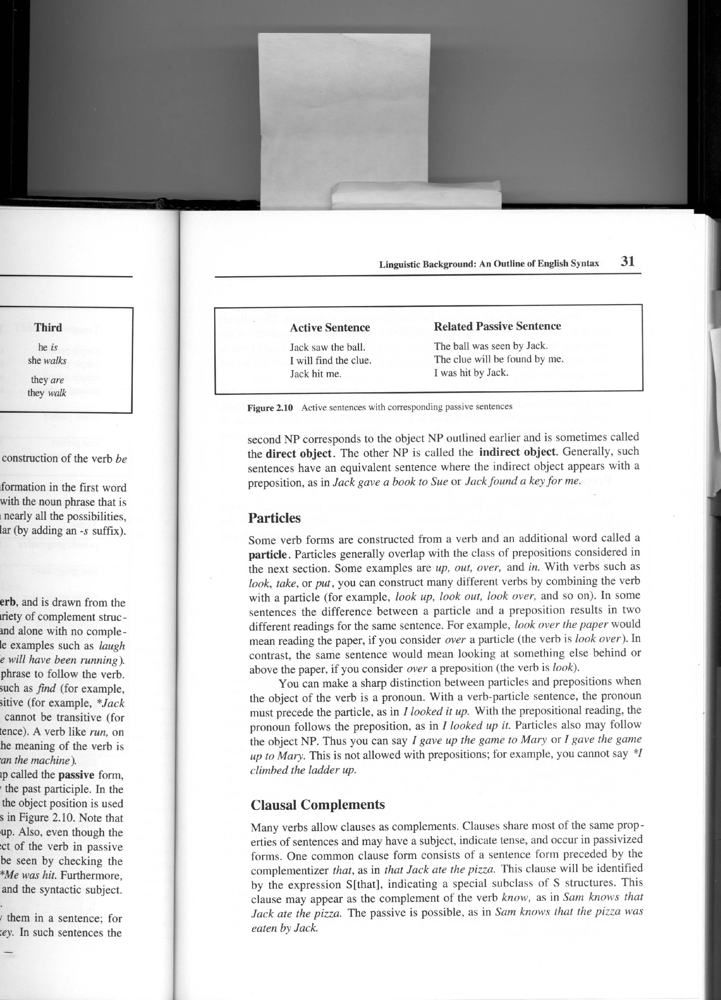 Third
he is
she walks
they are
they walk
construction of the verb be
formation in the first word
with the noun phrase that is
nearly all the possibilities,
lar (by adding an -s suffix).
erb, and is drawn from the
riety of complement struc-
and alone with no comple-
le examples such as laugh
e will have been running).
phrase to follow the verb.
such as find (for example,
sitive (for example, *Jack
cannot be transitive (for
tence). A verb like run, on
the meaning of the verb is
ran the machine).
up called the passive form,
the past participle. In the
the object position is used
s in Figure 2.10. Note that
up. Also, even though the
ect of the verb in passive
be seen by checking the
*Me was hit. Furthermore,
and the syntactic subject.
them in a sentence; for
key. In such sentences the
Linguistic Background: An Outline of English Syntax 31
Active Sentence Related Passive Sentence
Jack saw the ball. The ball was seen by Jack.
I will find the clue. The clue will be found by me.
Jack hit me. I was hit by Jack.
Figure 2.10 Active sentences with corresponding passive sentences
second NP corresponds to the object NP outlined earlier and is sometimes called
the direct object. The other NP is called the indirect object. Generally, such
sentences have an equivalent sentence where the indirect object appears with a
preposition, as in Jack gave a book to Sue or Jack found a key for me.
Particles
Some verb forms are constructed from a verb and an additional word called a
particle. Particles generally overlap with the class of prepositions considered in
the next section. Some examples are up, out, over, and in. With verbs such as
look, take, or put, you can construct many different verbs by combining the verb
with a particle (for example, look up, look out, look over, and so on). In some
sentences the difference between a particle and a preposition results in two
different readings for the same sentence. For example, look over the paper would
mean reading the paper, if you consider over a particle (the verb is look over). In
contrast, the same sentence would mean looking at something else behind or
above the paper, if you consider over a preposition (the verb is look).
You can make a sharp distinction between particles and prepositions when
the object of the verb is a pronoun. With a verb-particle sentence, the pronoun
must precede the particle, as in I looked it up. With the prepositional reading, the
pronoun follows the preposition, as in I looked up it. Particles also may follow
the object NP. Thus you can say I gave up the game to Mary or I gave the game
up to Mary. This is not allowed with prepositions; for example, you cannot say *I
climbed the ladder up.
Clausal Complements
Many verbs allow clauses as complements. Clauses share most of the same prop-
erties of sentences and may have a subject, indicate tense, and occur in passivized
forms. One common clause form consists of a sentence form preceded by the
complementizer that, as in that Jack ate the pizza. This clause will be identified
by the expression S[that], indicating a special subclass of S structures. This
clause may appear as the complement of the verb know, as in Sam knows that
Jack ate the pizza. The passive is possible, as in Sam knows that the pizza was
eaten by Jack.